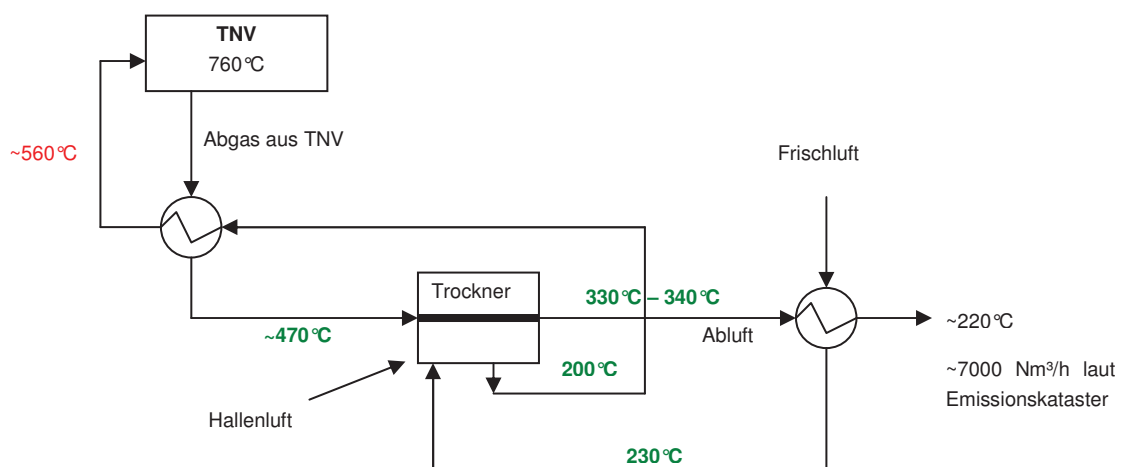 TNV
760°C
Abgas aus TNV
~560°C
Frischluft
Trockner
330°C – 340°C
~470°C
Abluft
~220°C
200°C
~7000 Nm³/h laut
Emissionskataster
Hallenluft
230°C